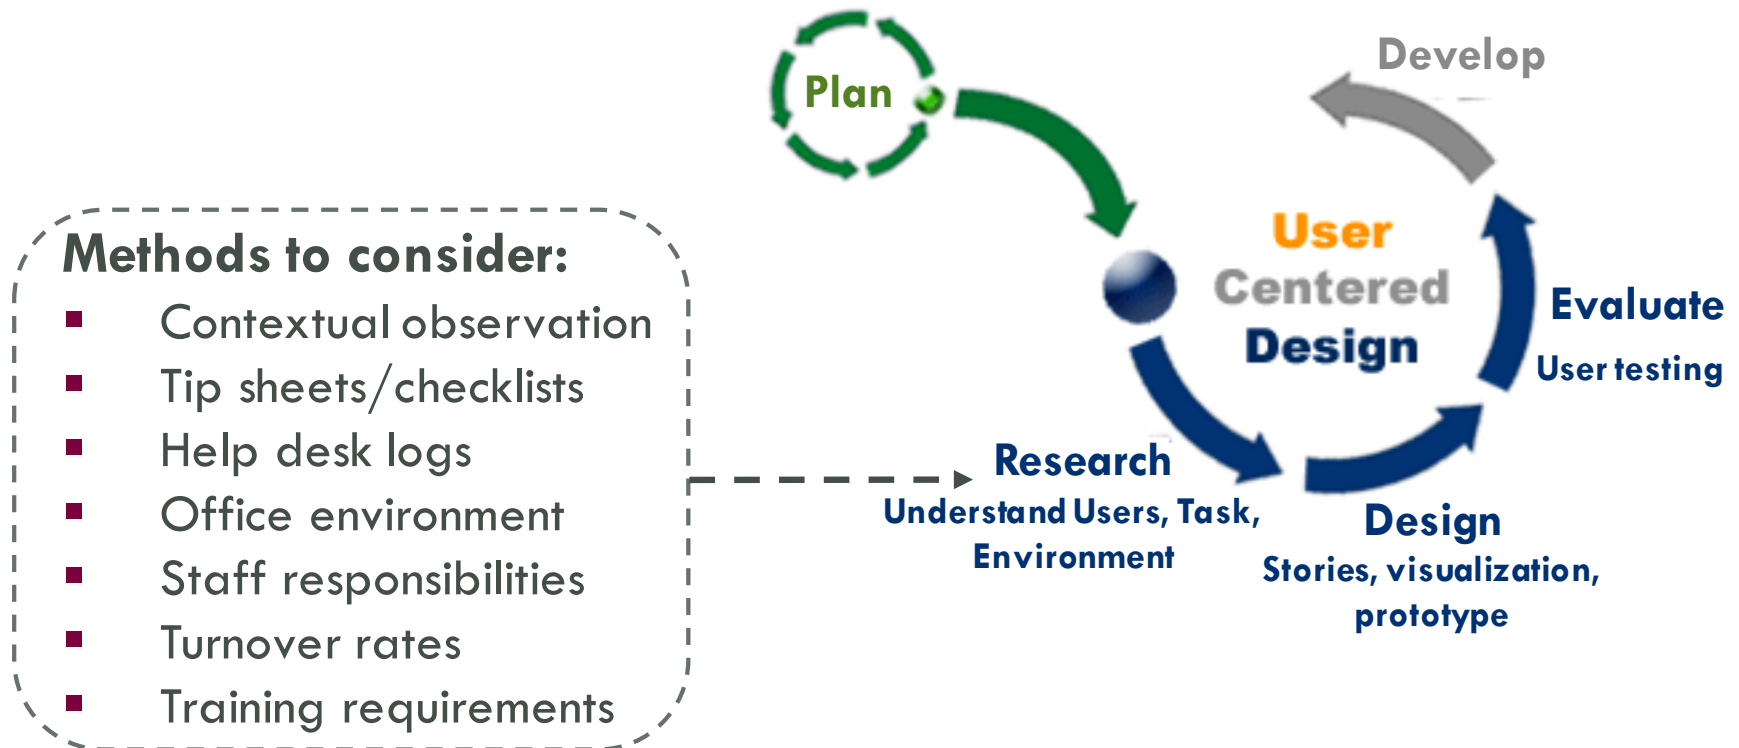 Plan
Develop
User
Centered
Design
Evaluate
User testing
Methods to consider:
Contextual observation
Tip sheets/checklists
Help desk logs
Office environment
Staff responsibilities
Turnover rates
Training requirements
Research
Understand Users, Task,
Environment
Design
Stories, visualization,
prototype